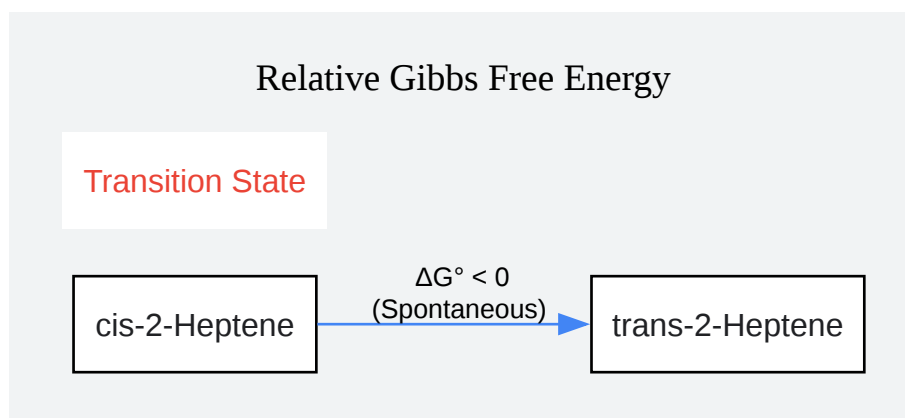 Relative Gibbs Free Energy
Transition State
ΔG° < 0
(Spontaneous)
cis-2-Heptene
trans-2-Heptene